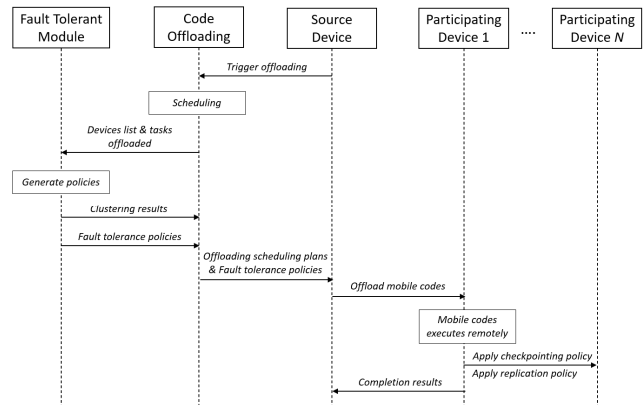 Fault Tolerant
Module
Code
Offloading
Source
Device
Participating
Device 1
....
Participating
Device N
Trigger offloading
Scheduling
Devices list & tasks
offloaded
Generate policies
Clustering results
Fault tolerance policies
Offloading scheduling plans
& Fault tolerance policies
Offload mobile codes
Mobile codes
executes remotely
Apply checkpointing policy
Apply replication policy
Completion results